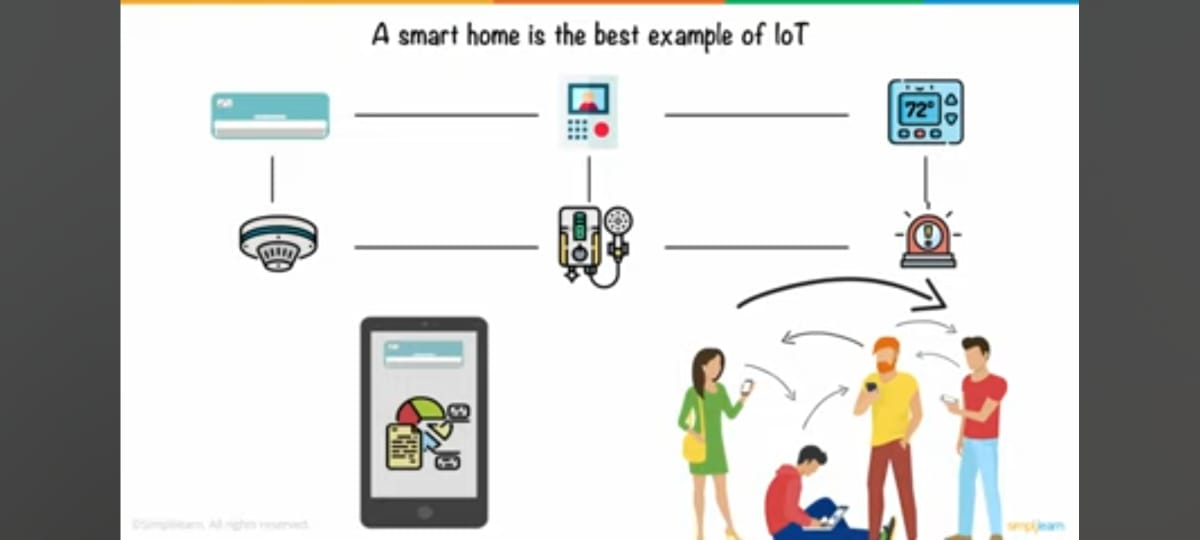 A smart home is the best example of IoT
72°
©Simplilearn. All rights reserved.
simplilearn